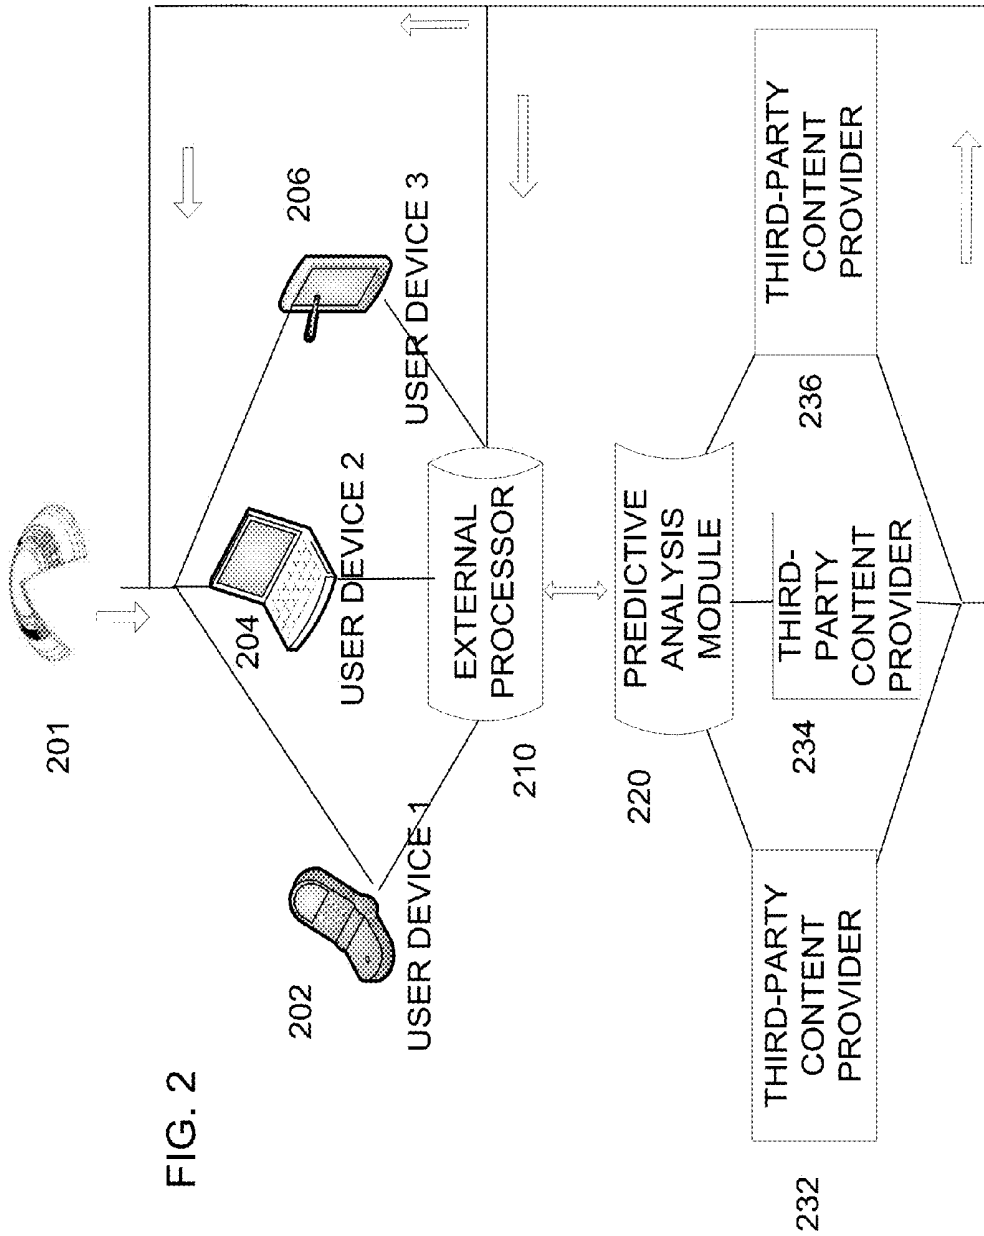 FIG. 2
201
202
USER DEVICE 1
204
USER DEVICE 2
206
USER DEVICE 3
210
EXTERNAL
PROCESSOR
220
PREDICTIVE
ANALYSIS
MODULE
232
THIRD-PARTY
CONTENT
PROVIDER
234
THIRD-
PARTY
CONTENT
PROVIDER
236
THIRD-PARTY
CONTENT
PROVIDER